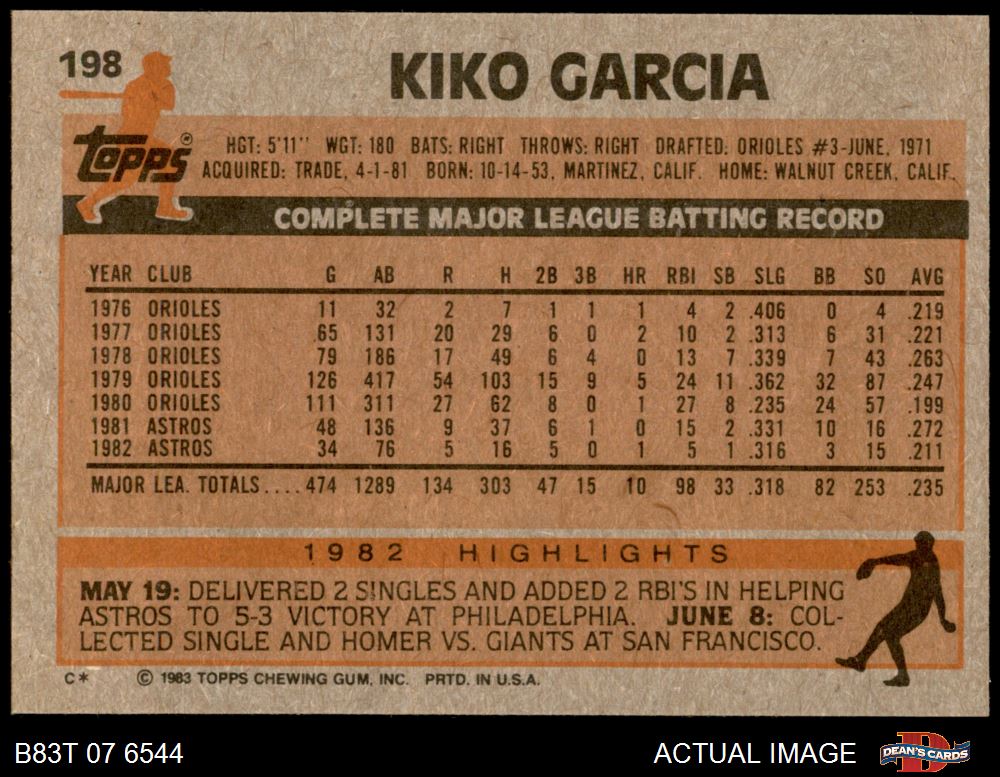 198
KIKO GARCIA
Topps®
HGT: 5'11" WGT: 180 BATS: RIGHT THROWS: RIGHT DRAFTED: ORIOLES #3-JUNE, 1971
ACQUIRED: TRADE, 4-1-81 BORN: 10-14-53, MARTINEZ, CALIF. HOME: WALNUT CREEK, CALIF.
COMPLETE MAJOR LEAGUE BATTING RECORD
YEAR CLUB G AB R H 2B 3B HR RBI SB SLG BB SO AVG
1976 ORIOLES 11 32 2 7 1 1 1 4 2 .406 0 4 .219
1977 ORIOLES 65 131 20 29 6 0 2 10 2 .313 6 31 .221
1978 ORIOLES 79 186 17 49 6 4 0 13 7 .339 7 43 .263
1979 ORIOLES 126 417 54 103 15 9 5 24 11 .362 32 87 .247
1980 ORIOLES 111 311 27 62 8 0 1 27 8 .235 24 57 .199
1981 ASTROS 48 136 9 37 6 1 0 15 2 .331 10 16 .272
1982 ASTROS 34 76 5 16 5 0 1 5 1 .316 3 15 .211
MAJOR LEA. TOTALS.... 474 1289 134 303 47 15 10 98 33 .318 82 253 .235
1982 HIGHLIGHTS
MAY 19: DELIVERED 2 SINGLES AND ADDED 2 RBI'S IN HELPING
ASTROS TO 5-3 VICTORY AT PHILADELPHIA. JUNE 8: COL-
LECTED SINGLE AND HOMER VS. GIANTS AT SAN FRANCISCO.
C* © 1983 TOPPS CHEWING GUM, INC. PRTD. IN U.S.A.
B83T 07 6544 ACTUAL IMAGE DEAN'S CARDS